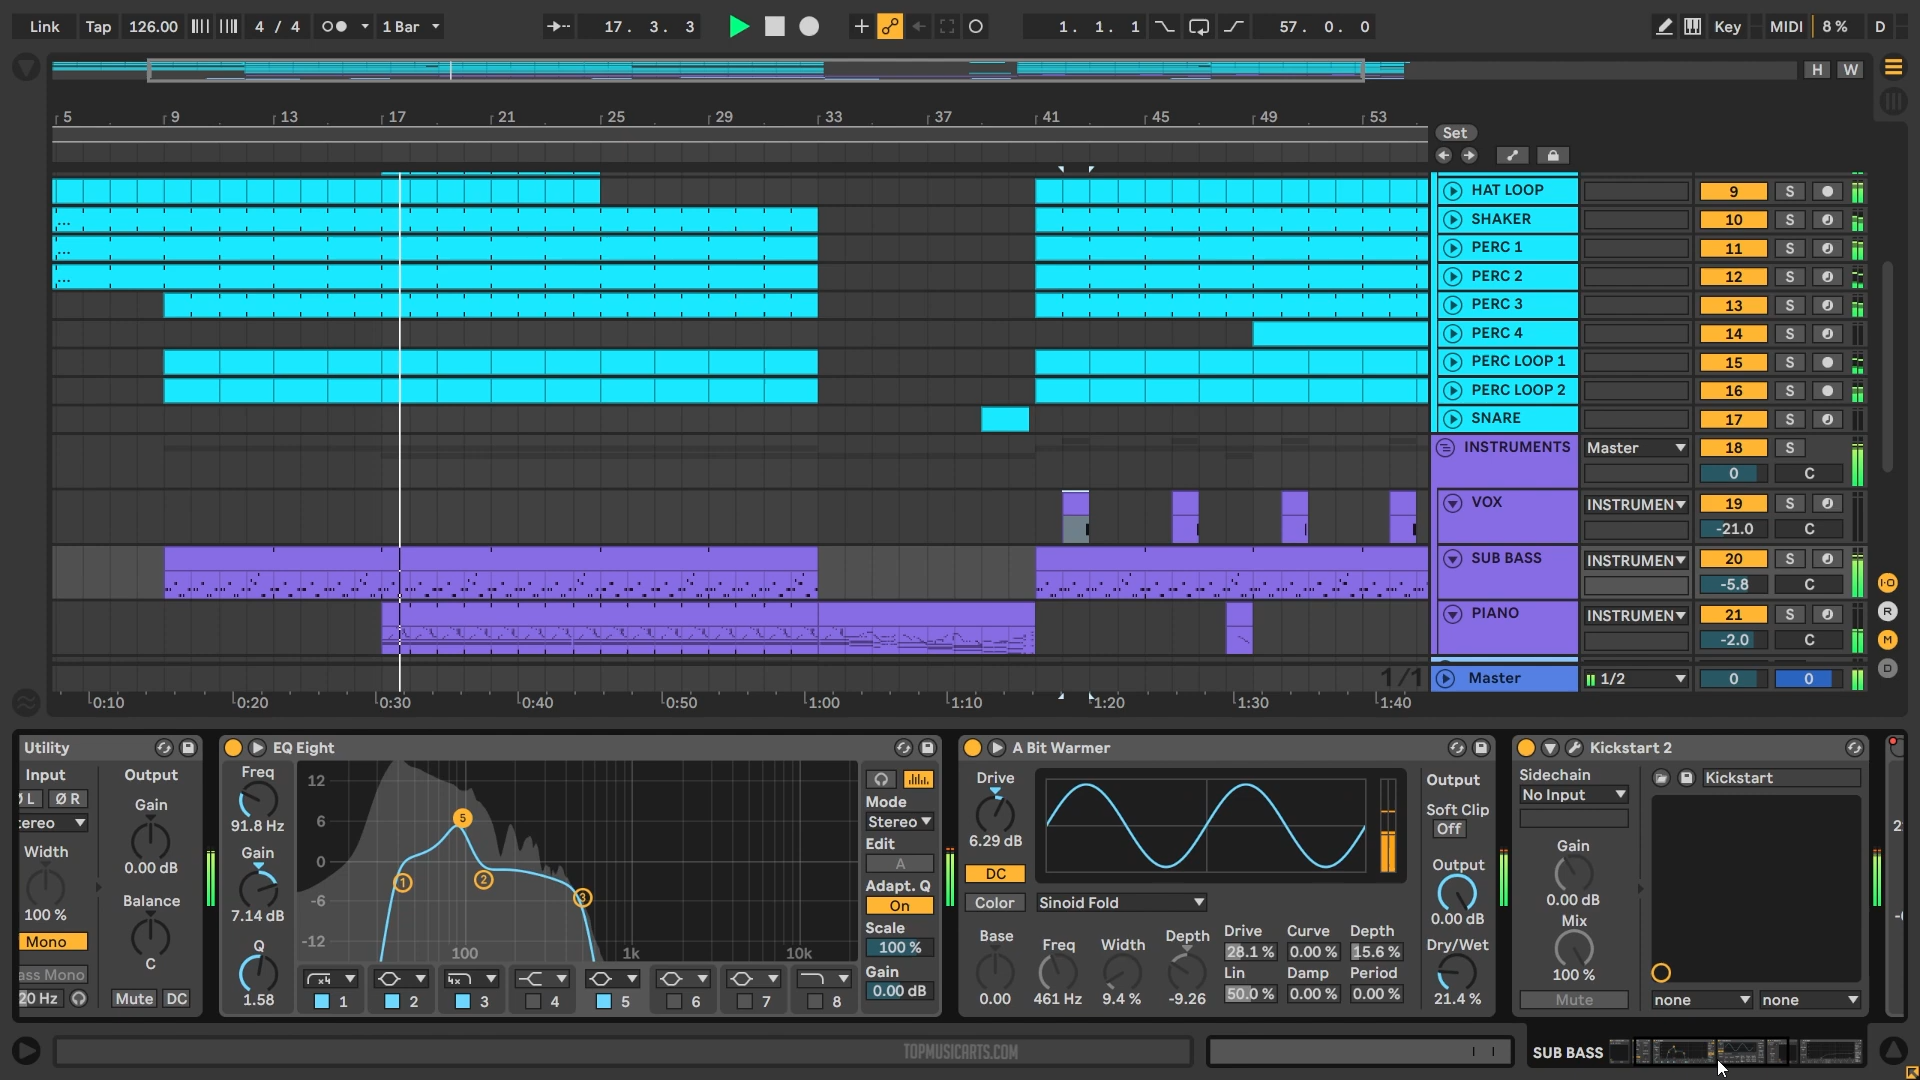 Link Tap 126.00 4 / 4 1 Bar 17. 3. 3 1. 1. 1 57. 0. 0 Key MIDI 8 % D
H W
5 9 13 17 21 25 29 33 37 41 45 49 53
Set
HAT LOOP 9 S
SHAKER 10 S
PERC 1 11 S
PERC 2 12 S
PERC 3 13 S
PERC 4 14 S
PERC LOOP 1 15 S
PERC LOOP 2 16 S
SNARE 17 S
INSTRUMENTS Master 18 S
0 C
VOX INSTRUMEN 19 S
-21.0 C
SUB BASS INSTRUMEN 20 S
-5.8 C
I·O
R
PIANO INSTRUMEN 21 S
-2.0 C
M
D
1/1 Master 1/2 0 0
0:10 0:20 0:30 0:40 0:50 1:00 1:10 1:20 1:30 1:40
Utility
Input Output
Ø L Ø R
Gain
ereo
0.00 dB
Width
100 %
Balance
Mono
C
ass Mono
20 Hz Mute DC
EQ Eight
Freq
91.8 Hz
Gain
7.14 dB
Q
1.58
12
6
0
-6
-12
100 1k 10k
5
1 2 3
x4 x4
1 2 3 4 5 6 7 8
Mode
Stereo
Edit
A
Adapt. Q
On
Scale
100 %
Gain
0.00 dB
A Bit Warmer
Drive
6.29 dB
DC
Color Sinoid Fold
Base Freq Width Depth
0.00 461 Hz 9.4 % -9.26
Drive Curve Depth
28.1 % 0.00 % 15.6 %
Lin Damp Period
50.0 % 0.00 % 0.00 %
Output
Soft Clip
Off
Output
0.00 dB
Dry/Wet
21.4 %
Kickstart 2
Sidechain
No Input
Kickstart
Gain
0.00 dB
Mix
100 %
Mute
none none
TOPMUSICARTS.COM
SUB BASS